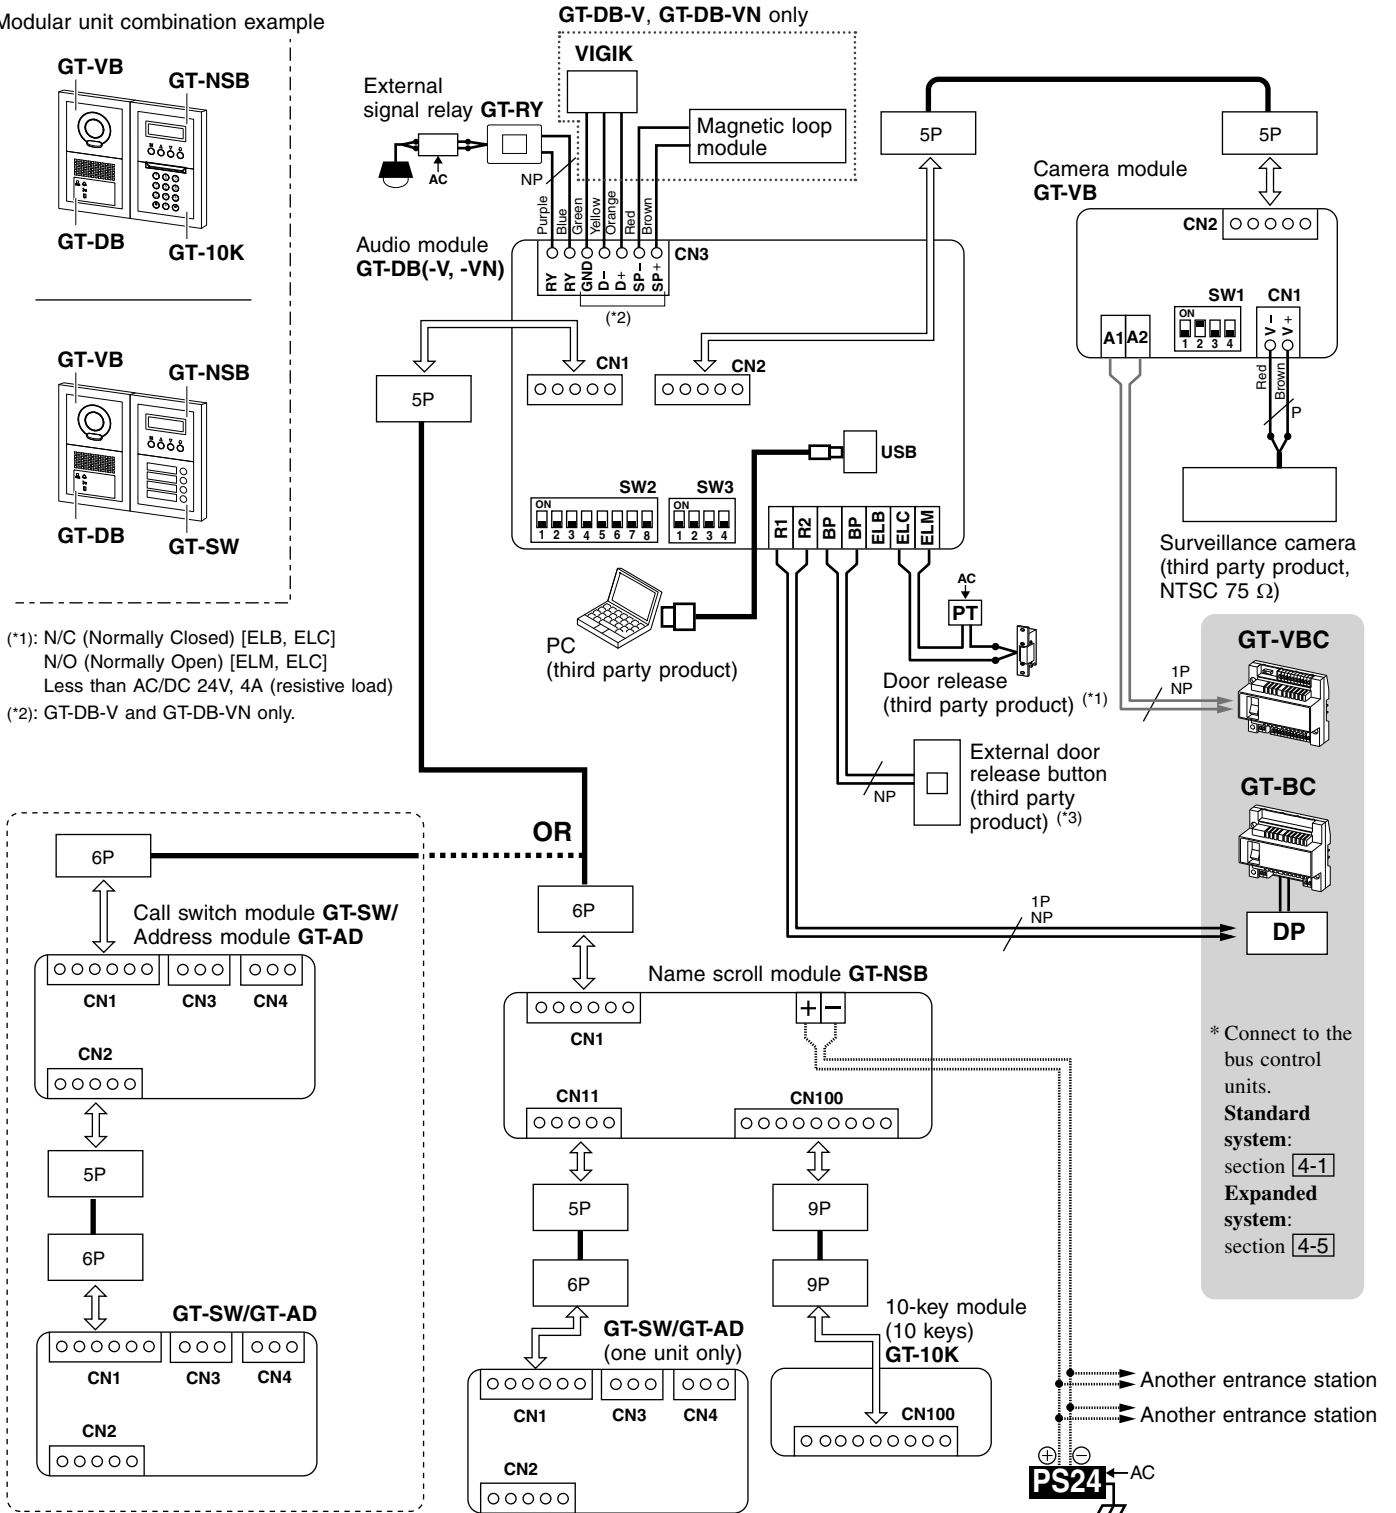 Modular unit combination example
GT-VB
GT-NSB
GT-DB
GT-10K
GT-VB
GT-NSB
GT-DB
GT-SW
(*1): N/C (Normally Closed) [ELB, ELC]
N/O (Normally Open) [ELM, ELC]
Less than AC/DC 24V, 4A (resistive load)
(*2): GT-DB-V and GT-DB-VN only.
GT-DB-V, GT-DB-VN only
VIGIK
External
signal relay GT-RY
AC
NP
Magnetic loop
module
Purple
Blue
Green
Yellow
Orange
Red
Brown
Audio module
GT-DB(-V, -VN)
RY
RY
GND
D−
D+
SP−
SP+
CN3
(*2)
CN1
CN2
5P
USB
SW2
ON
1 2 3 4 5 6 7 8
SW3
ON
1 2 3 4
R1
R2
BP
BP
ELB
ELC
ELM
PC
(third party product)
AC
PT
Door release
(third party product) (*1)
NP
External door
release button
(third party
product) (*3)
5P
5P
Camera module
GT-VB
CN2
A1
A2
SW1
ON
1 2 3 4
CN1
V−
V+
Red
Brown
P
Surveillance camera
(third party product,
NTSC 75 Ω)
GT-VBC
1P
NP
GT-BC
1P
NP
DP
* Connect to the
bus control
units.
Standard
system:
section 4-1
Expanded
system:
section 4-5
OR
6P
Call switch module GT-SW/
Address module GT-AD
CN1
CN3
CN4
CN2
5P
6P
GT-SW/GT-AD
CN1
CN3
CN4
CN2
6P
Name scroll module GT-NSB
CN1
+ −
CN11
CN100
5P
6P
9P
9P
GT-SW/GT-AD
(one unit only)
CN1
CN3
CN4
CN2
10-key module
(10 keys)
GT-10K
CN100
Another entrance station
Another entrance station
+ −
PS24
AC